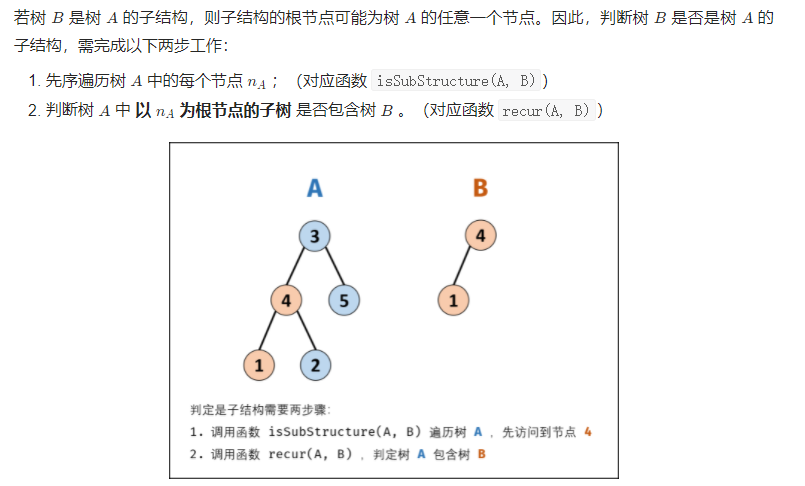 若树 B 是树 A 的子结构，则子结构的根节点可能为树 A 的任意一个节点。因此，判断树 B 是否是树 A 的
子结构，需完成以下两步工作：
1. 先序遍历树 A 中的每个节点 nA ；（对应函数 isSubStructure(A, B)）
2. 判断树 A 中 以 nA 为根节点的子树 是否包含树 B 。（对应函数 recur(A, B)）
A B
3 4
4 5 1
1 2
判定是子结构需要两步骤:
1. 调用函数 isSubStructure(A, B) 遍历树 A , 先访问到节点 4
2. 调用函数 recur(A, B) , 判定树 A 包含树 B